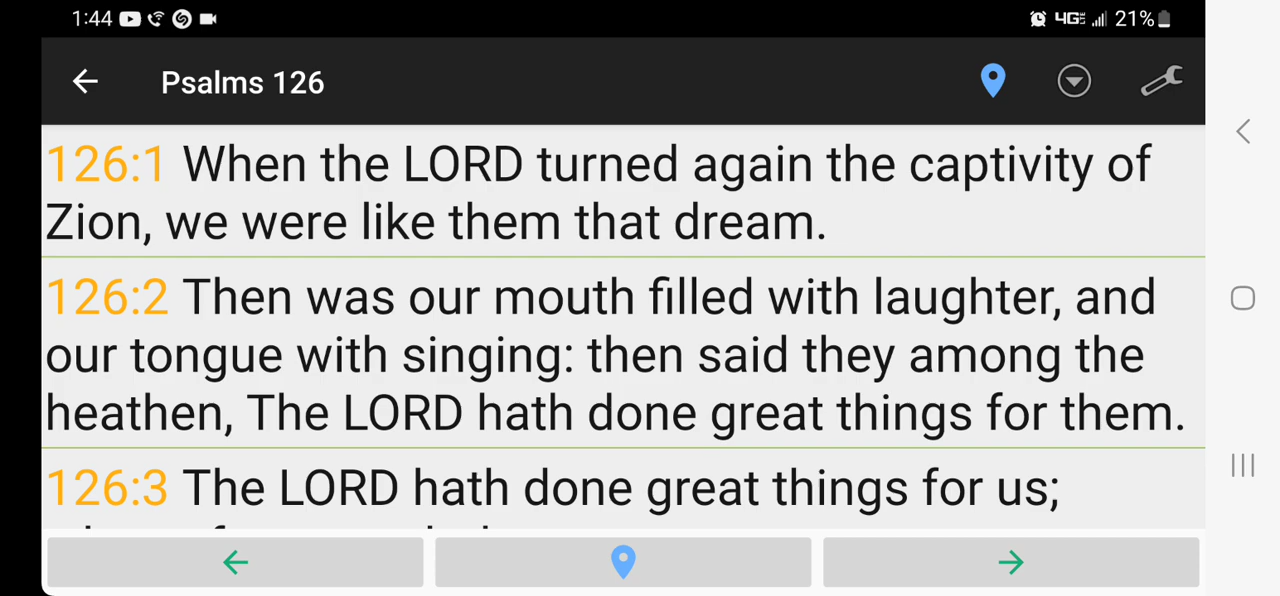 1:44 4GE 21%
Psalms 126
126:1 When the LORD turned again the captivity of
Zion, we were like them that dream.
126:2 Then was our mouth filled with laughter, and
our tongue with singing: then said they among the
heathen, The LORD hath done great things for them.
126:3 The LORD hath done great things for us;